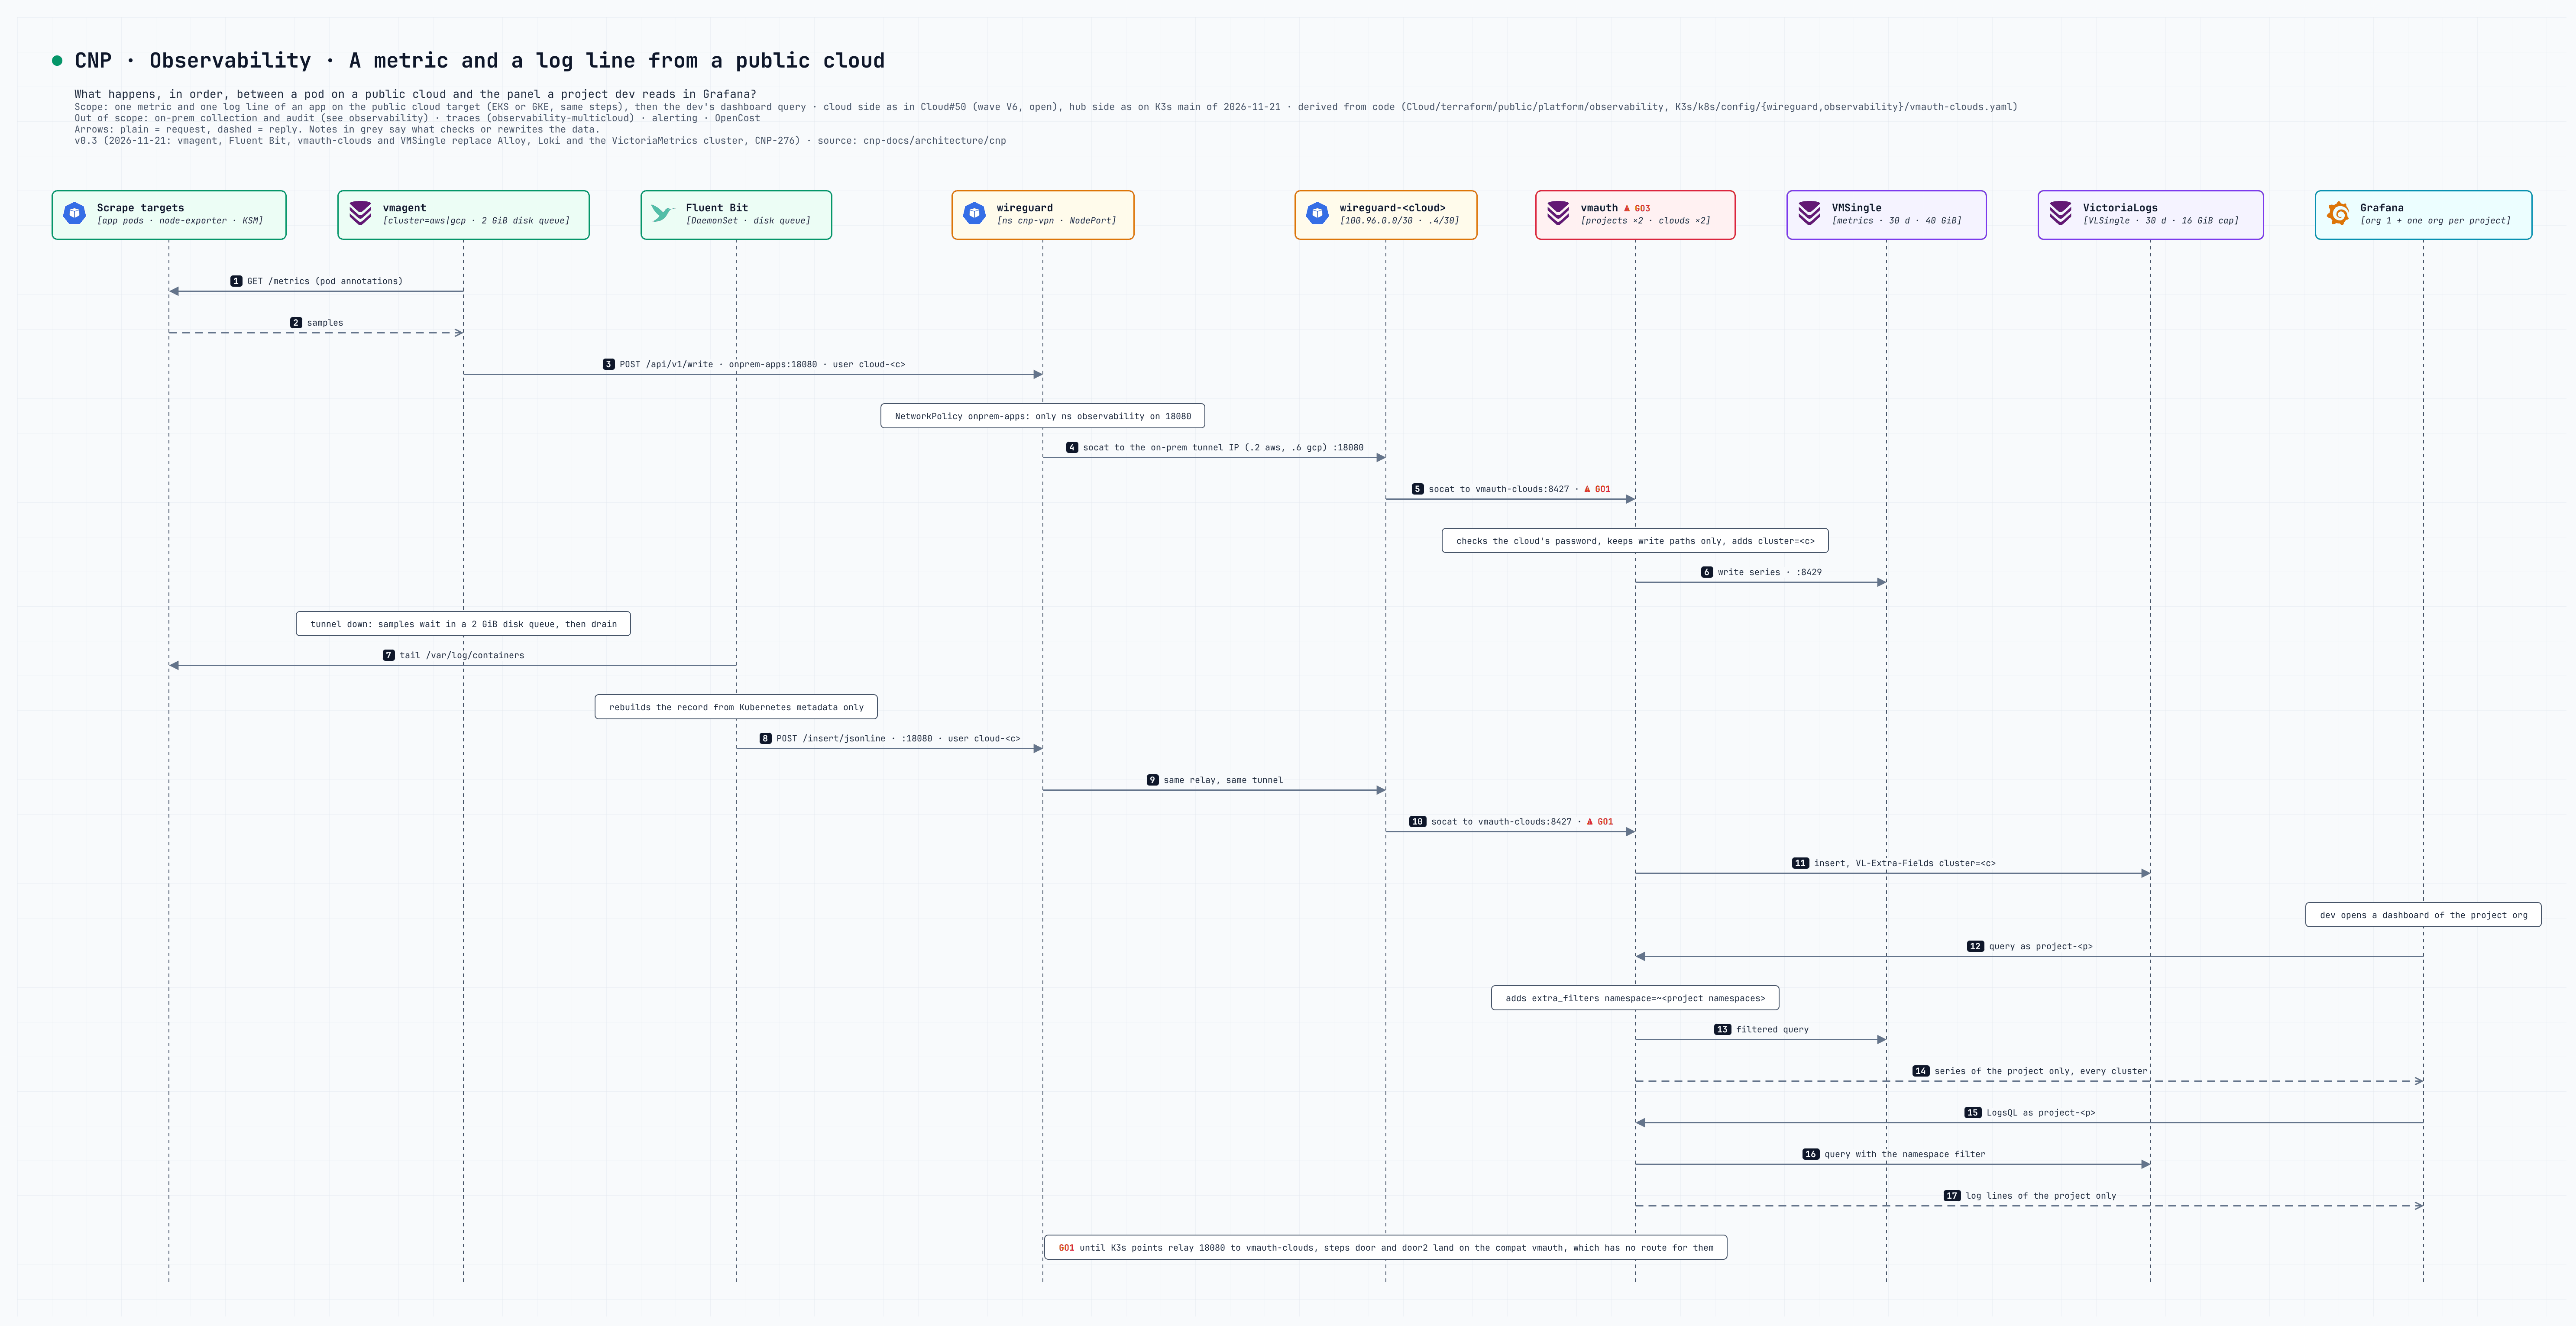 CNP · Observability · A metric and a log line from a public cloud
What happens, in order, between a pod on a public cloud and the panel a project dev reads in Grafana?
Scope: one metric and one log line of an app on the public cloud target (EKS or GKE, same steps), then the dev's dashboard query · cloud side as in Cloud#50 (wave V6, open), hub side as on K3s main of 2026-11-21 · derived from code (Cloud/terraform/public/platform/observability, K3s/k8s/config/{wireguard,observability}/vmauth-clouds.yaml)
Out of scope: on-prem collection and audit (see observability) · traces (observability-multicloud) · alerting · OpenCost
Arrows: plain = request, dashed = reply. Notes in grey say what checks or rewrites the data.
v0.3 (2026-11-21: vmagent, Fluent Bit, vmauth-clouds and VMSingle replace Alloy, Loki and the VictoriaMetrics cluster, CNP-276) · source: cnp-docs/architecture/cnp
Scrape targets
[app pods · node-exporter · KSM]
vmagent
[cluster=aws|gcp · 2 GiB disk queue]
Fluent Bit
[DaemonSet · disk queue]
wireguard
[ns cnp-vpn · NodePort]
wireguard-<cloud>
[100.96.0.0/30 · .4/30]
vmauth ▲ GO3
[projects ×2 · clouds ×2]
VMSingle
[metrics · 30 d · 40 GiB]
VictoriaLogs
[VLSingle · 30 d · 16 GiB cap]
Grafana
[org 1 + one org per project]
1 GET /metrics (pod annotations)
2 samples
3 POST /api/v1/write · onprem-apps:18080 · user cloud-<c>
NetworkPolicy onprem-apps: only ns observability on 18080
4 socat to the on-prem tunnel IP (.2 aws, .6 gcp) :18080
5 socat to vmauth-clouds:8427 · ▲ GO1
checks the cloud's password, keeps write paths only, adds cluster=<c>
6 write series · :8429
tunnel down: samples wait in a 2 GiB disk queue, then drain
7 tail /var/log/containers
rebuilds the record from Kubernetes metadata only
8 POST /insert/jsonline · :18080 · user cloud-<c>
9 same relay, same tunnel
10 socat to vmauth-clouds:8427 · ▲ GO1
11 insert, VL-Extra-Fields cluster=<c>
dev opens a dashboard of the project org
12 query as project-<p>
adds extra_filters namespace=~<project namespaces>
13 filtered query
14 series of the project only, every cluster
15 LogsQL as project-<p>
16 query with the namespace filter
17 log lines of the project only
GO1 until K3s points relay 18080 to vmauth-clouds, steps door and door2 land on the compat vmauth, which has no route for them